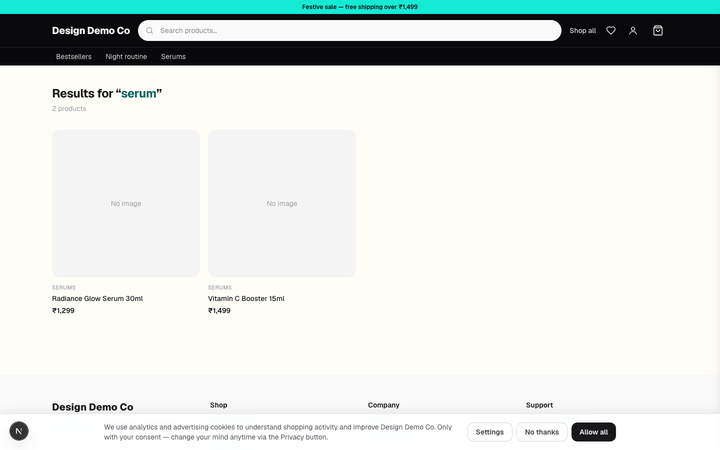 Festive sale — free shipping over ₹1,499
Design Demo Co
Search products...
Shop all
Bestsellers
Night routine
Serums
Results for “serum”
2 products
No image
No image
SERUMS
Radiance Glow Serum 30ml
₹1,299
SERUMS
Vitamin C Booster 15ml
₹1,499
Design Demo Co
Shop
Company
Support
N
We use analytics and advertising cookies to understand shopping activity and improve Design Demo Co. Only
with your consent — change your mind anytime via the Privacy button.
Settings
No thanks
Allow all